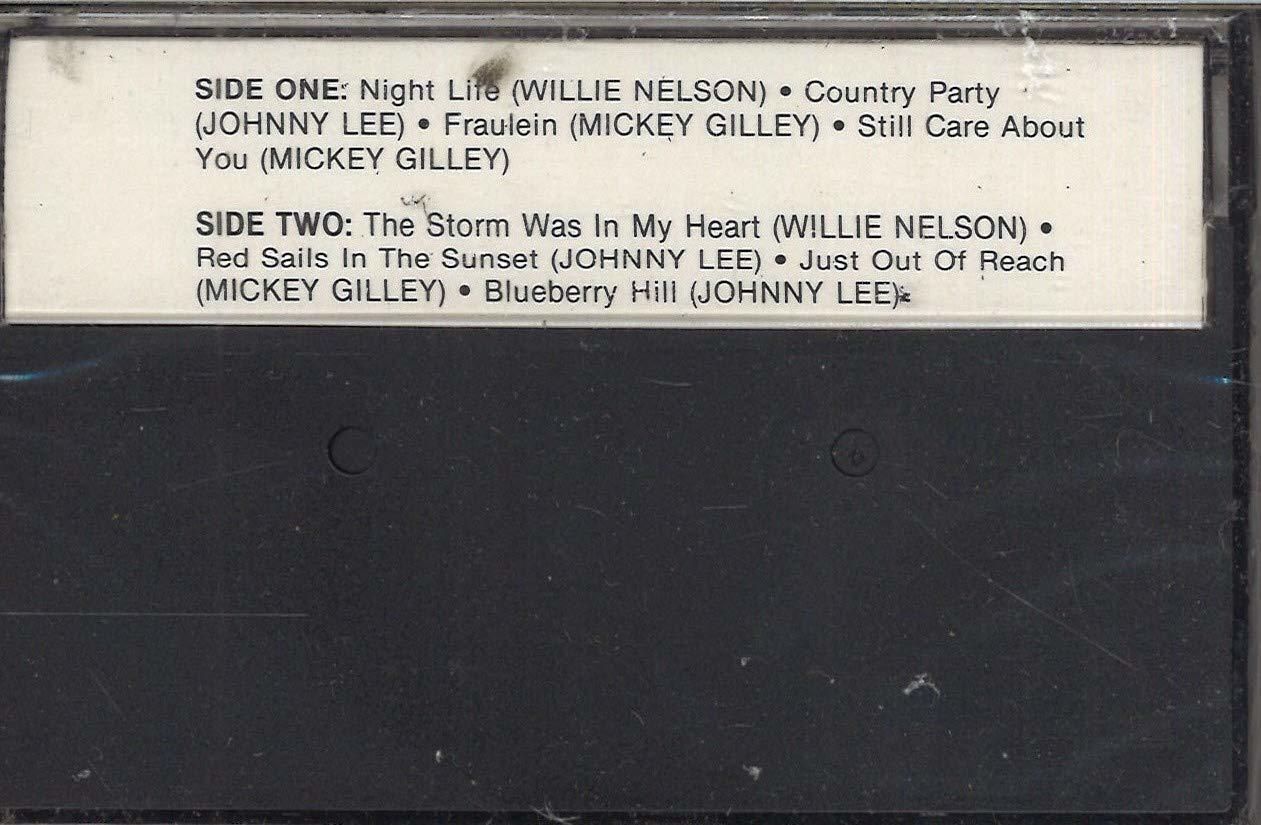 SIDE ONE: Night Life (WILLIE NELSON) • Country Party
(JOHNNY LEE) • Fraulein (MICKEY GILLEY) • Still Care About
You (MICKEY GILLEY)
SIDE TWO: The Storm Was In My Heart (WILLIE NELSON) •
Red Sails In The Sunset (JOHNNY LEE) • Just Out Of Reach
(MICKEY GILLEY) • Blueberry Hill (JOHNNY LEE)